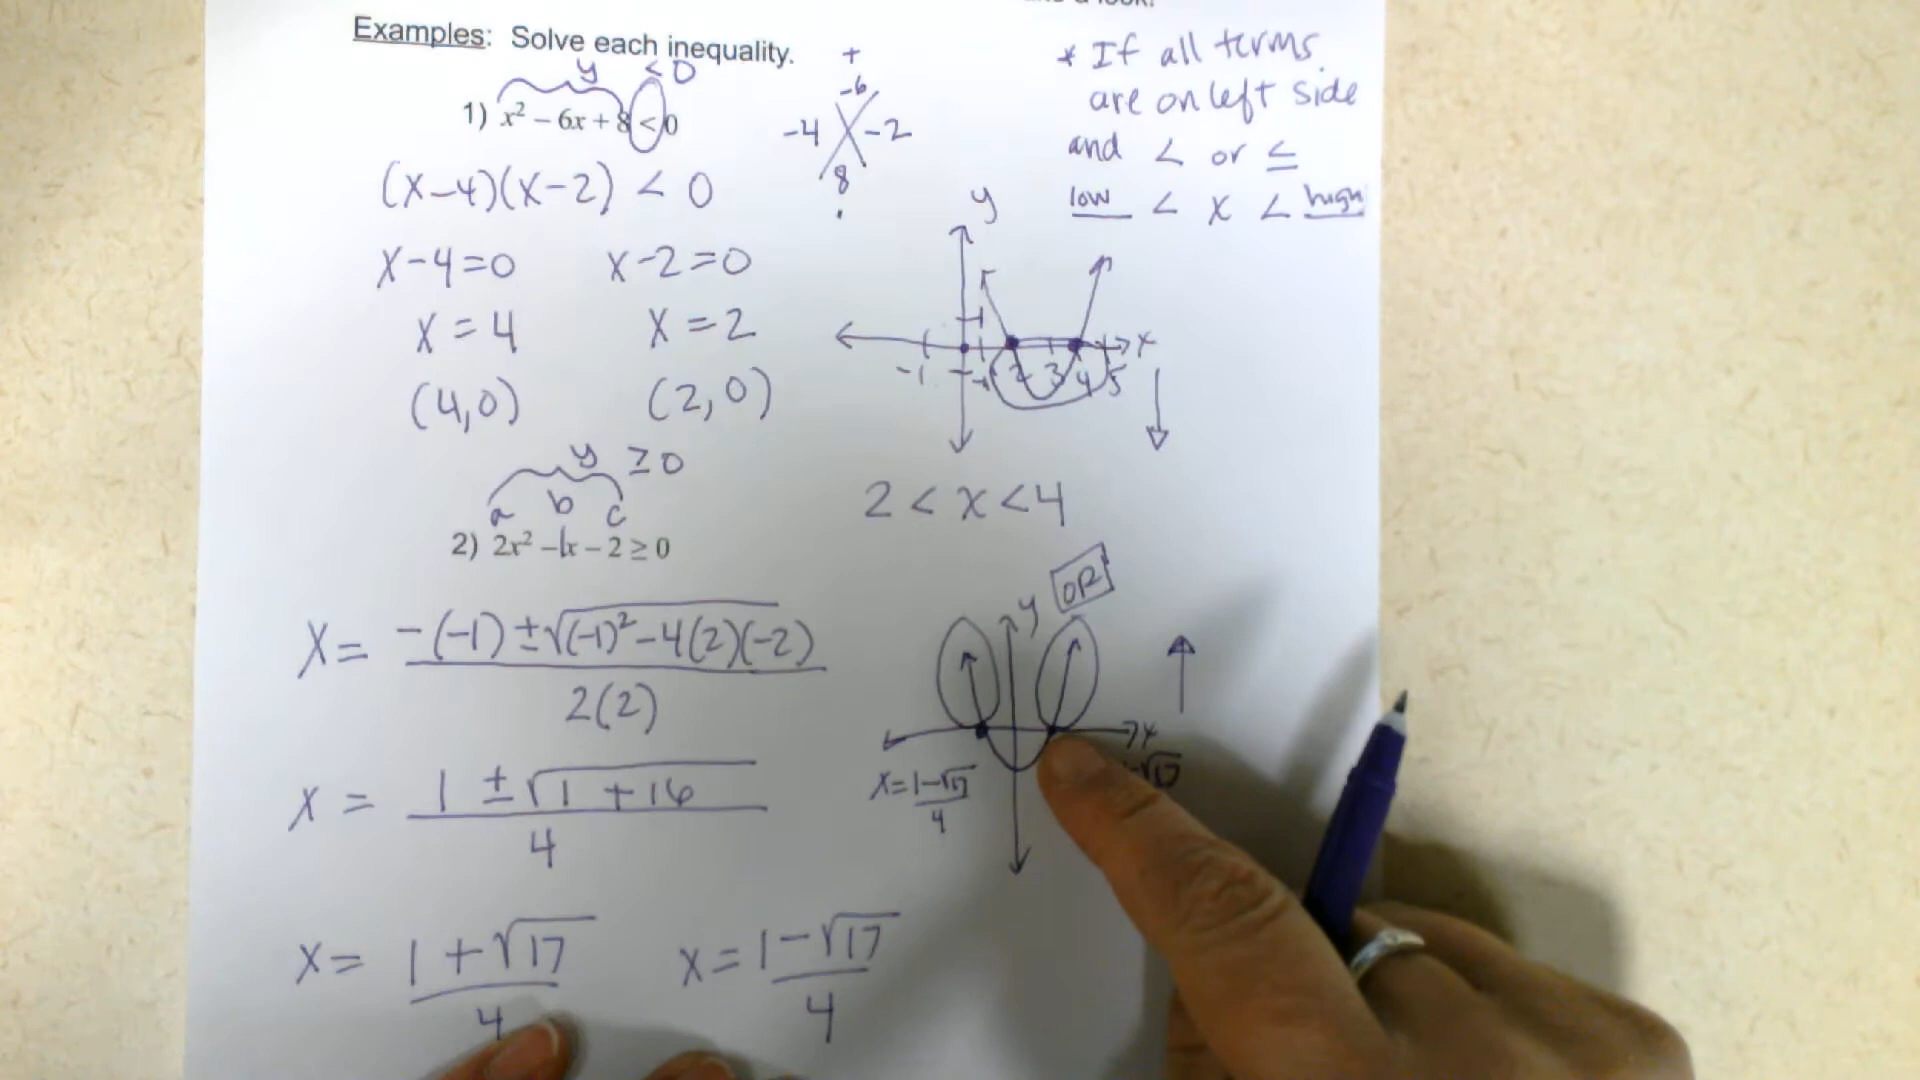 Examples: Solve each inequality.
y < 0
1) x² – 6x + 8 < 0
(x-4)(x-2) < 0
x-4=0 x-2=0
x = 4 x = 2
(4,0) (2,0)
+
-6
-4 -2
8
* If all terms
are on left side
and < or ≤
low < x < high
y
x
-1 2 3 4 5
2 < x < 4
y ≥ 0
a b c
2) 2x² – x – 2 ≥ 0
x = -(-1) ± √(-1)² - 4(2)(-2)
2(2)
x = 1 ± √1 + 16
4
x = 1 + √17 x = 1 - √17
4 4
OR
y
x
x = 1-√17
4
√17